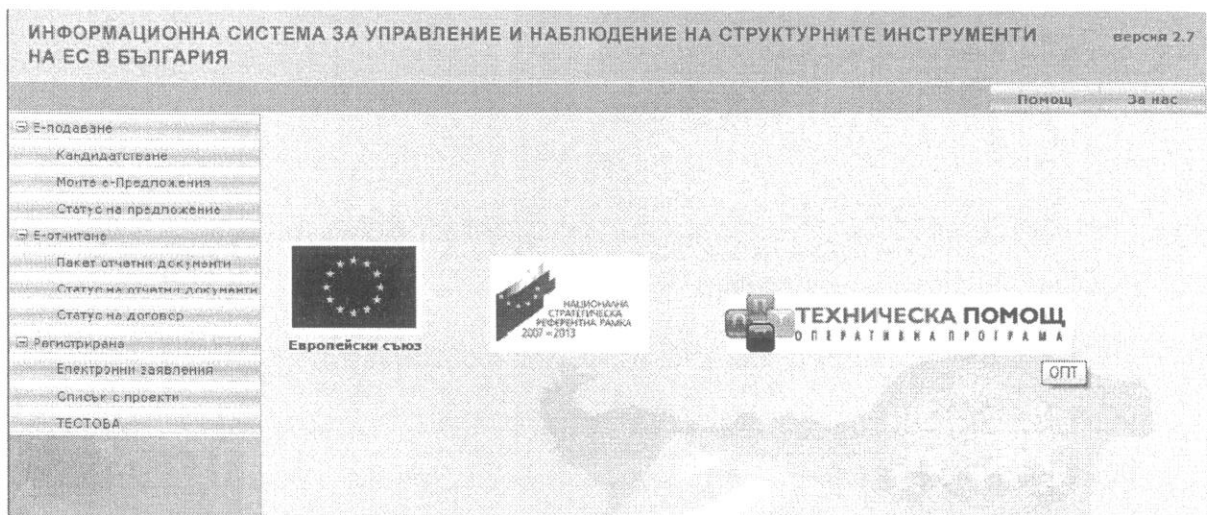 ИНФОРМАЦИОННА СИСТЕМА ЗА УПРАВЛЕНИЕ И НАБЛЮДЕНИЕ НА СТРУКТУРНИТЕ ИНСТРУМЕНТИ
НА ЕС В БЪЛГАРИЯ
версия 2.7
Помощ
За нас
Е-подаване
Кандидатстване
Моите е-Предложения
Статус на предложение
Е-отчитане
Пакет отчетни документи
Статус на отчетни документи
Статус на договор
Регистрирана
Електронни заявления
Списък с проекти
ТЕСТОВА
Европейски съюз
НАЦИОНАЛНА
СТРАТЕГИЧЕСКА
РЕФЕРЕНТНА РАМКА
2007 – 2013
ТЕХНИЧЕСКА ПОМОЩ
ОПЕРАТИВНА ПРОГРАМА
ОПТ